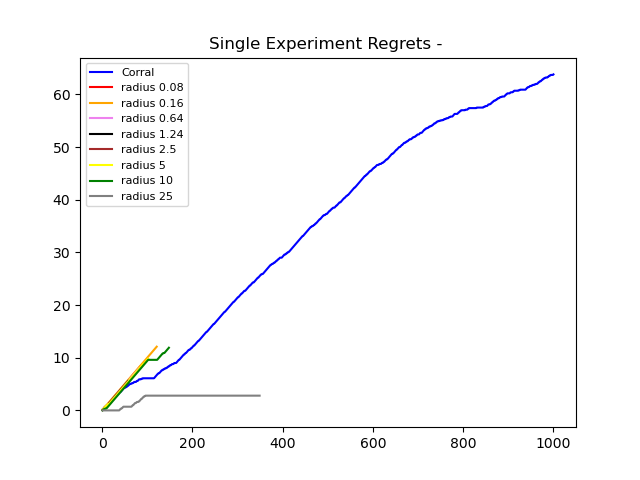 Single Experiment Regrets -
Corral
radius 0.08
radius 0.16
radius 0.64
radius 1.24
radius 2.5
radius 5
radius 10
radius 25
60
50
40
30
20
10
0
0 200 400 600 800 1000